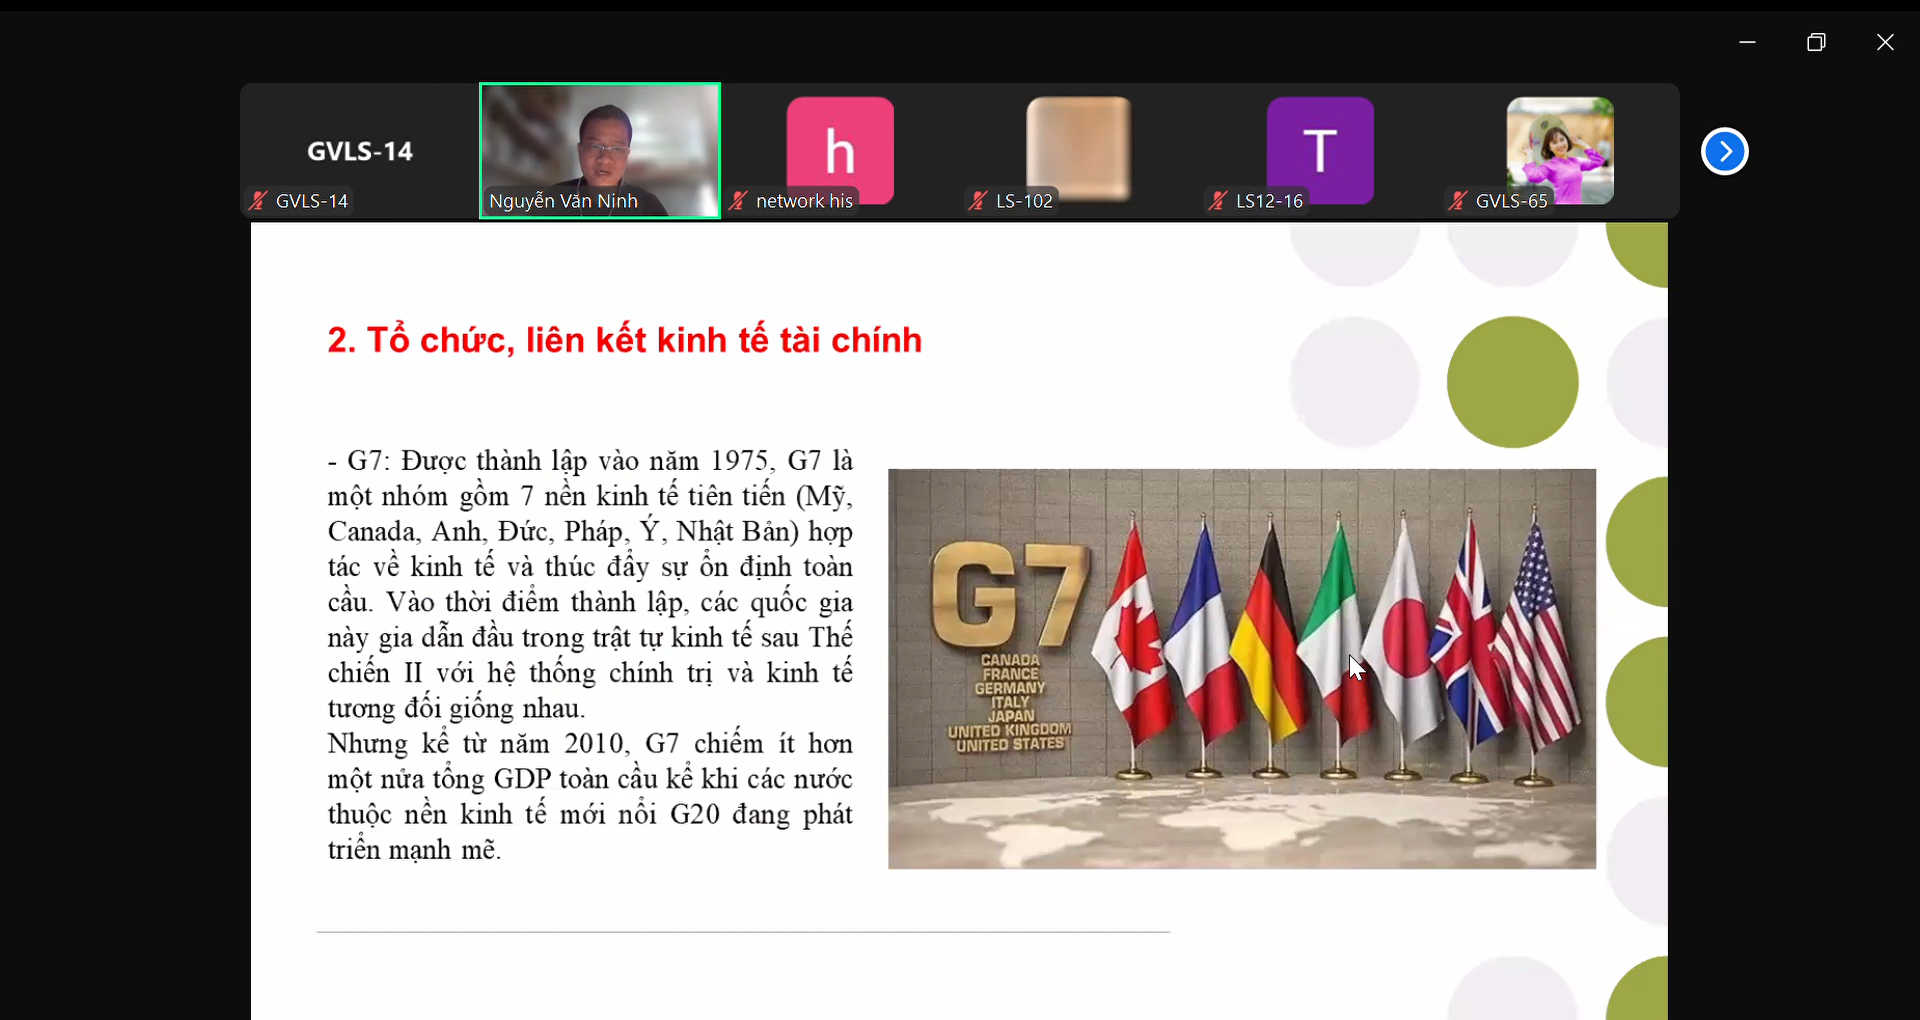 GVLS-14
GVLS-14
Nguyễn Văn Ninh
h
network his
LS-102
T
LS12-16
GVLS-65
2. Tổ chức, liên kết kinh tế tài chính
- G7: Được thành lập vào năm 1975, G7 là
một nhóm gồm 7 nền kinh tế tiên tiến (Mỹ,
Canada, Anh, Đức, Pháp, Ý, Nhật Bản) hợp
tác về kinh tế và thúc đẩy sự ổn định toàn
cầu. Vào thời điểm thành lập, các quốc gia
này gia dẫn đầu trong trật tự kinh tế sau Thế
chiến II với hệ thống chính trị và kinh tế
tương đối giống nhau.
Nhưng kể từ năm 2010, G7 chiếm ít hơn
một nửa tổng GDP toàn cầu kể khi các nước
thuộc nền kinh tế mới nổi G20 đang phát
triển mạnh mẽ.
G7
CANADA
FRANCE
GERMANY
ITALY
JAPAN
UNITED KINGDOM
UNITED STATES